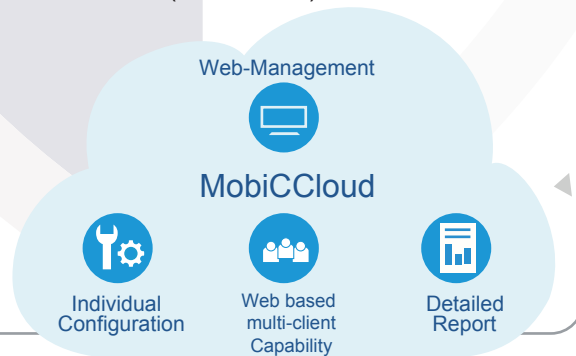 Web-Management
MobiCCloud
Individual
Configuration
Web based
multi-client
Capability
Detailed
Report